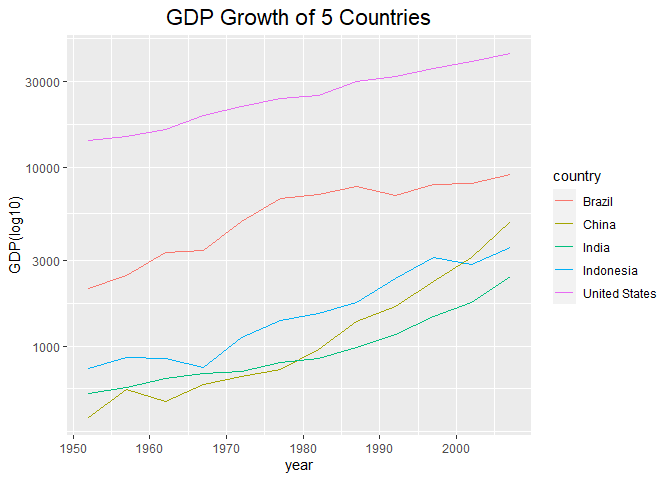 GDP Growth of 5 Countries
30000
10000
3000
1000
GDP(log10)
1950
1960
1970
1980
1990
2000
year
country
Brazil
China
India
Indonesia
United States